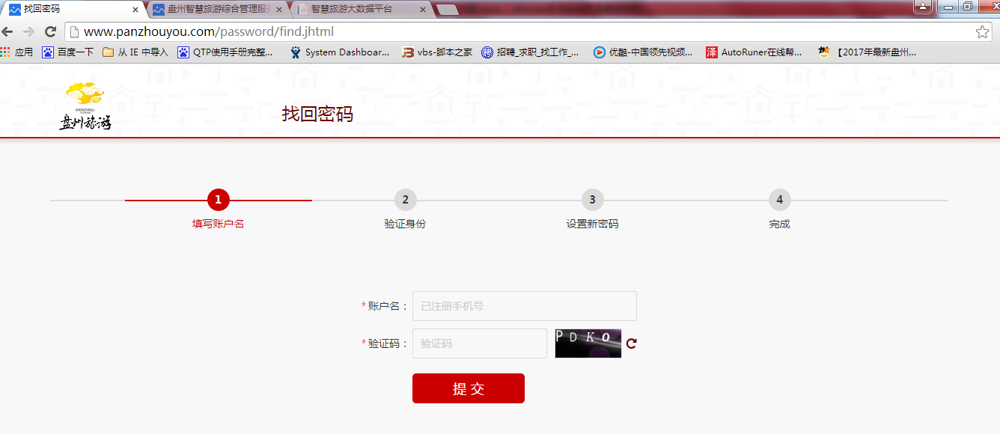 找回密码
盘州智慧旅游综合管理服务
智慧旅游大数据平台
www.panzhouyou.com/password/find.jhtml
应用
百度一下
从 IE 中导入
QTP使用手册完整...
System Dashboar...
vbs-脚本之家
招聘_求职_找工作_...
优酷-中国领先视频...
泽
AutoRuner在线帮...
【2017年最新盘州...
PANZHOU
盘州旅游
找回密码
1
2
3
4
填写账户名
验证身份
设置新密码
完成
*账户名：
已注册手机号
*验证码：
验证码
PDKO
提 交